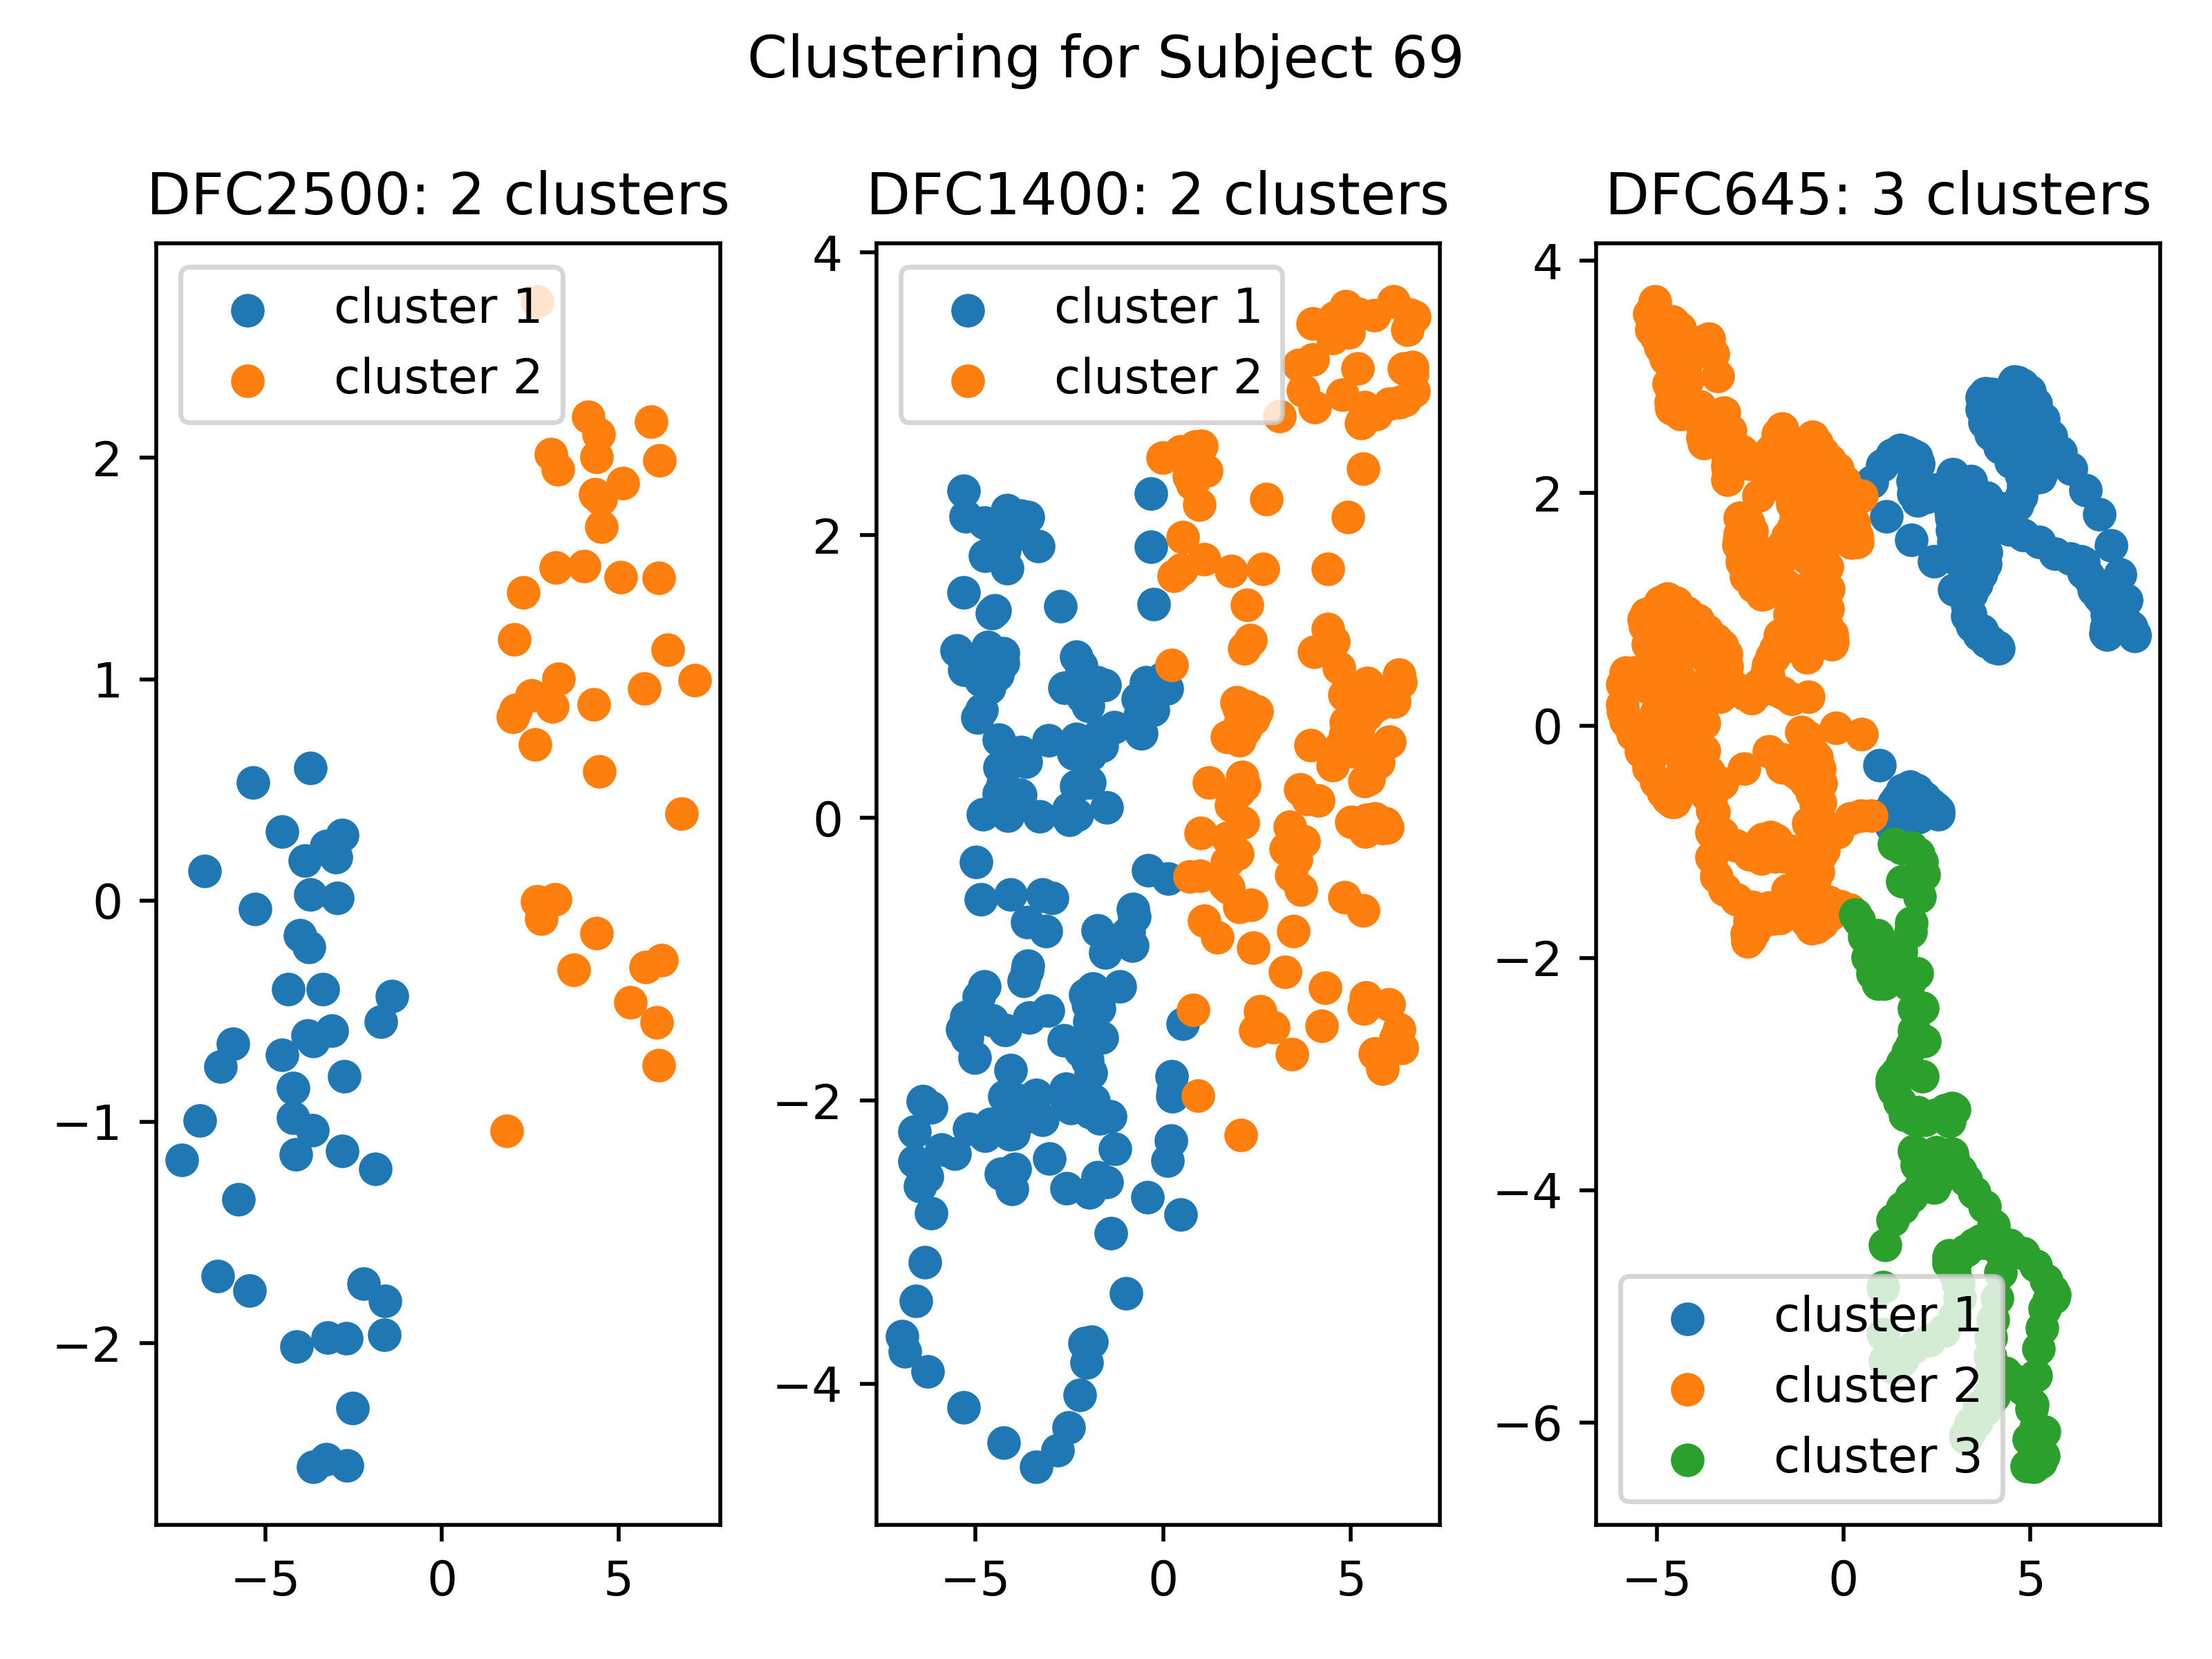 Clustering for Subject 69
DFC2500: 2 clusters
cluster 1
cluster 2
2
1
0
−1
−2
−5 0 5
DFC1400: 2 clusters
cluster 1
cluster 2
4
2
0
−2
−4
−5 0 5
DFC645: 3 clusters
4
2
0
−2
−4
−6
cluster 1
cluster 2
cluster 3
−5 0 5